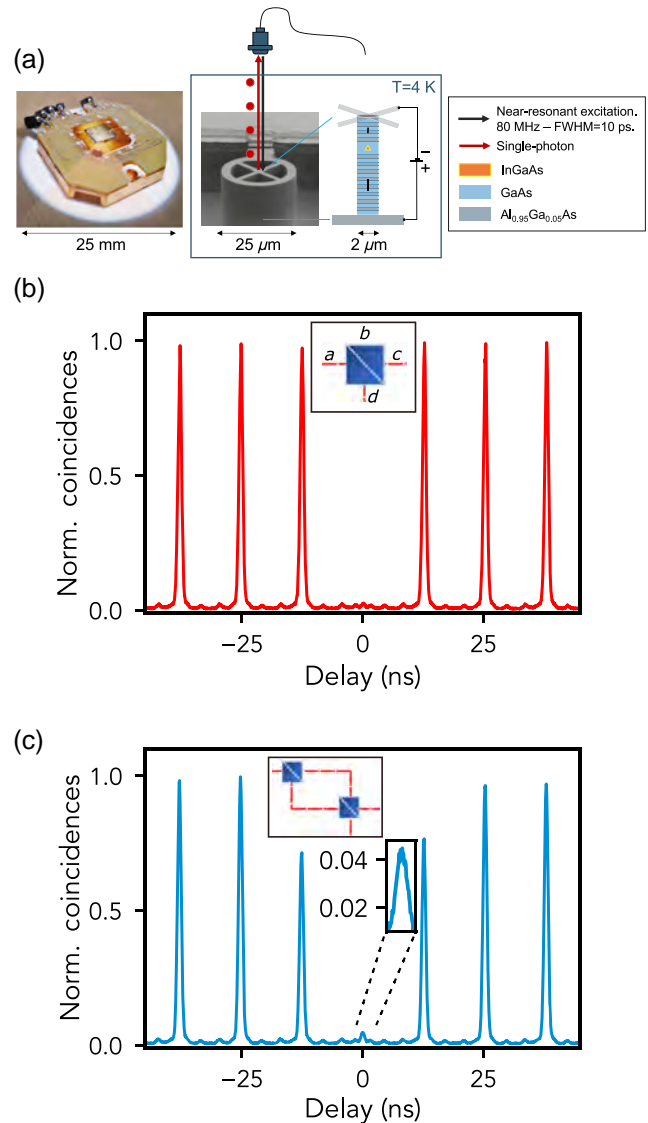 (a)
T=4 K
25 mm
25 μm
2 μm
Near-resonant excitation.
80 MHz – FWHM=10 ps.
Single-photon
InGaAs
GaAs
Al0.95Ga0.05As
(b)
Norm. coincidences
1.0
0.5
0.0
a
b
c
d
−25
0
25
Delay (ns)
(c)
Norm. coincidences
1.0
0.5
0.0
0.04
0.02
−25
0
25
Delay (ns)